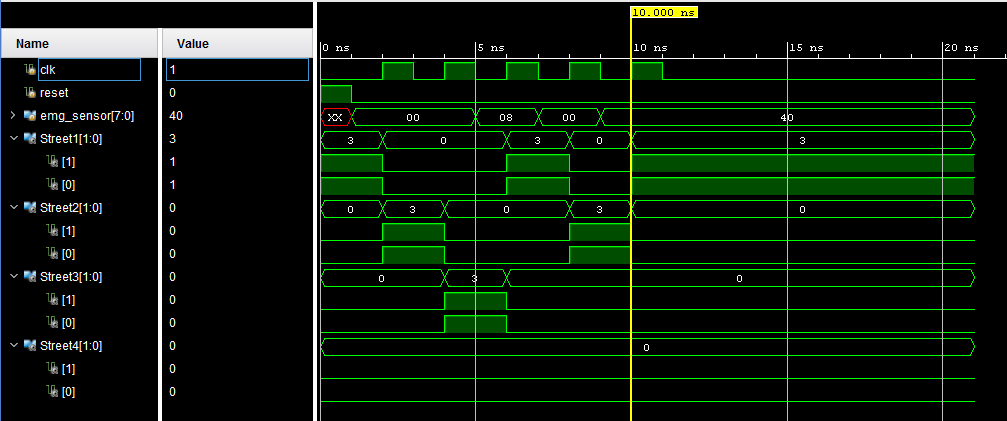 10.000 ns
Name Value
0 ns 5 ns 10 ns 15 ns 20 ns
clk 1
reset 0
emg_sensor[7:0] 40 XX 00 08 00 40
Street1[1:0] 3 3 0 3 0 3
[1] 1
[0] 1
Street2[1:0] 0 0 3 0 3 0
[1] 0
[0] 0
Street3[1:0] 0 0 3 0
[1] 0
[0] 0
Street4[1:0] 0 0
[1] 0
[0] 0